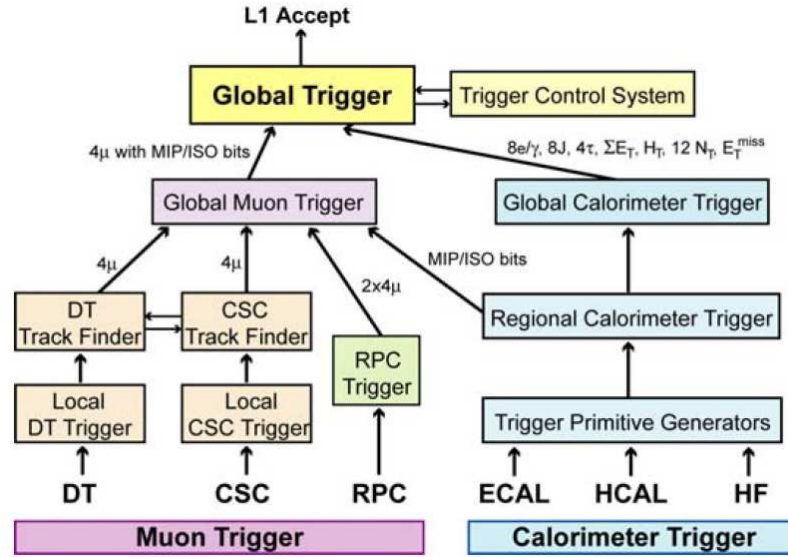 L1 Accept
Global Trigger
Trigger Control System
4μ with MIP/ISO bits
8e/γ, 8J, 4τ, ΣE_T, H_T, 12 N_T, E_T^miss
Global Muon Trigger
Global Calorimeter Trigger
4μ
4μ
2x4μ
MIP/ISO bits
DT
Track Finder
CSC
Track Finder
Regional Calorimeter Trigger
RPC
Trigger
Local
DT Trigger
Local
CSC Trigger
Trigger Primitive Generators
DT
CSC
RPC
ECAL
HCAL
HF
Muon Trigger
Calorimeter Trigger